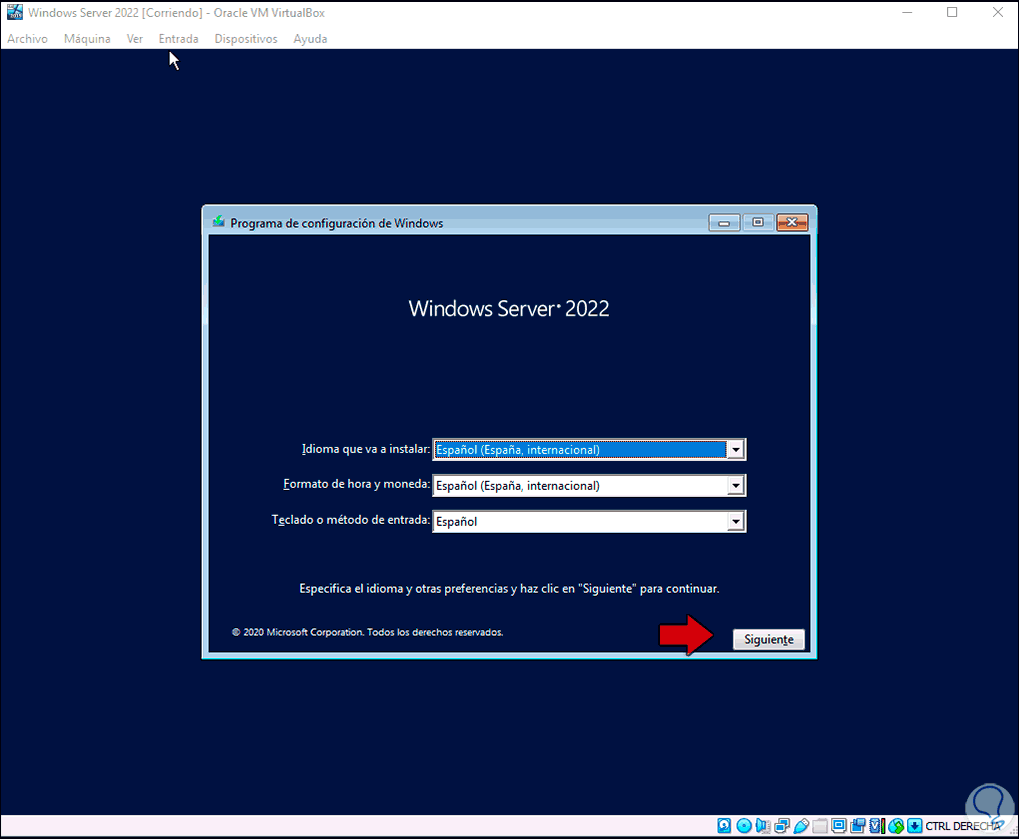 Windows Server 2022 [Corriendo] - Oracle VM VirtualBox
Archivo Máquina Ver Entrada Dispositivos Ayuda
Programa de configuración de Windows
Windows Server 2022
Idioma que va a instalar: Español (España, internacional)
Formato de hora y moneda: Español (España, internacional)
Teclado o método de entrada: Español
Especifica el idioma y otras preferencias y haz clic en "Siguiente" para continuar.
© 2020 Microsoft Corporation. Todos los derechos reservados.
Siguiente
CTRL DERECHA